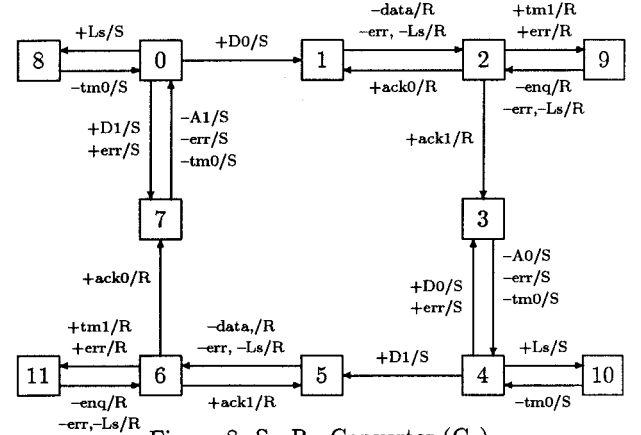 +Ls/S
8
-tm0/S
0
+D0/S
1
-data/R
-err, -Ls/R
+ack0/R
2
+tm1/R
+err/R
9
-enq/R
-err,-Ls/R
+D1/S
+err/S
-A1/S
-err/S
-tm0/S
+ack1/R
7
3
+ack0/R
+D0/S
+err/S
-A0/S
-err/S
-tm0/S
+tm1/R
+err/R
11
-enq/R
-err,-Ls/R
6
-data,/R
-err, -Ls/R
+ack1/R
5
+D1/S
4
+Ls/S
10
-tm0/S